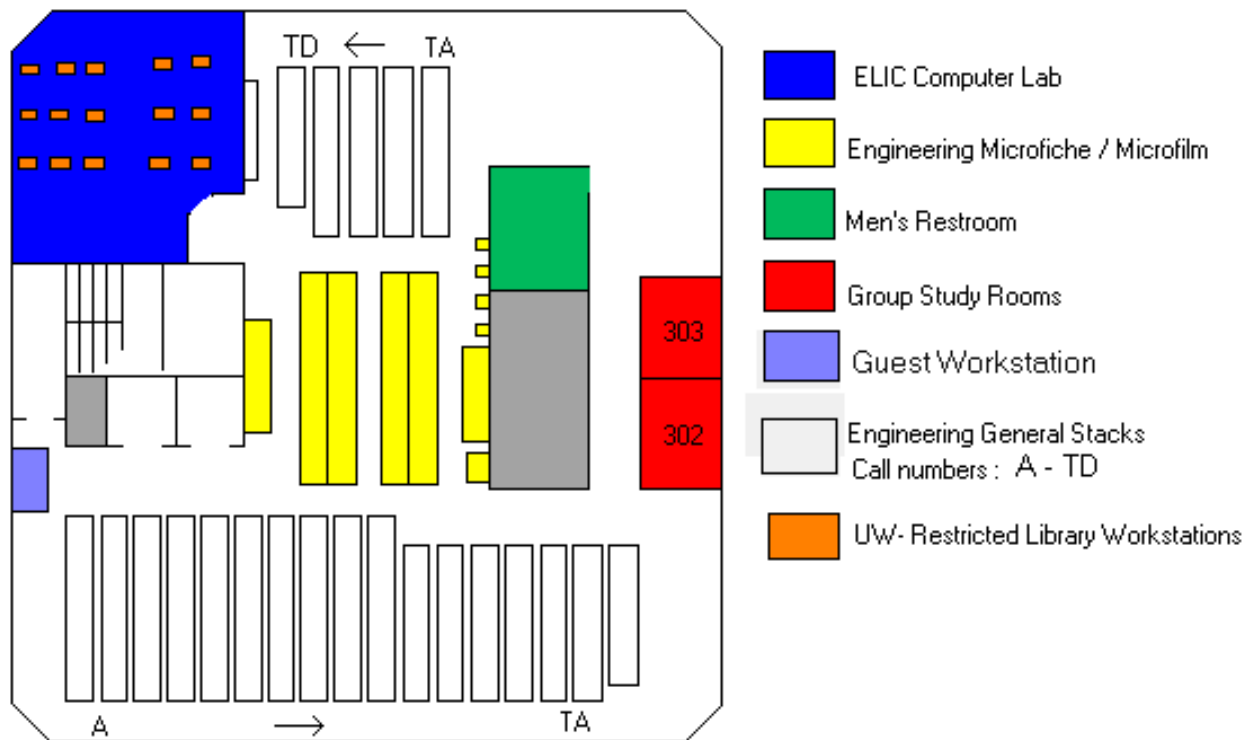 TD ← TA
303
302
A → TA
ELIC Computer Lab
Engineering Microfiche / Microfilm
Men's Restroom
Group Study Rooms
Guest Workstation
Engineering General Stacks
Call numbers : A - TD
UW- Restricted Library Workstations